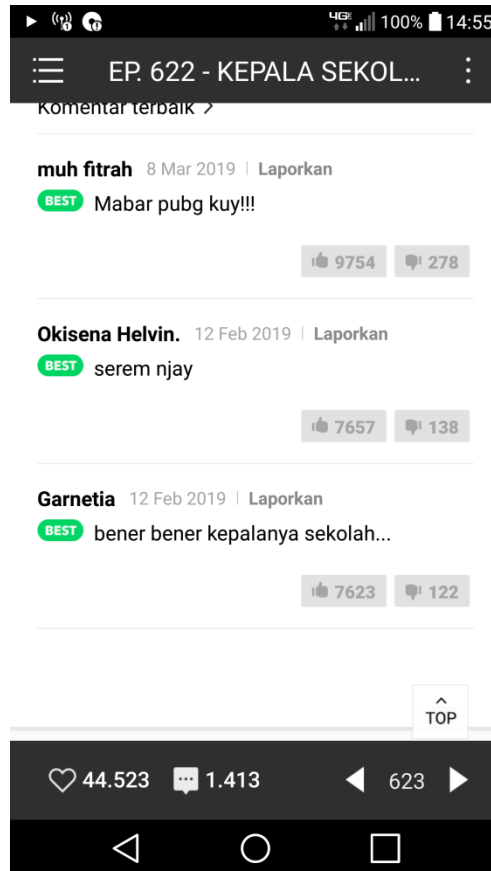 4GE 100% 14:55
EP. 622 - KEPALA SEKOL...
Komentar terbaik >
muh fitrah 8 Mar 2019 | Laporkan
BEST Mabar pubg kuy!!!
9754 278
Okisena Helvin. 12 Feb 2019 | Laporkan
BEST serem njay
7657 138
Garnetia 12 Feb 2019 | Laporkan
BEST bener bener kepalanya sekolah...
7623 122
TOP
44.523 1.413 623